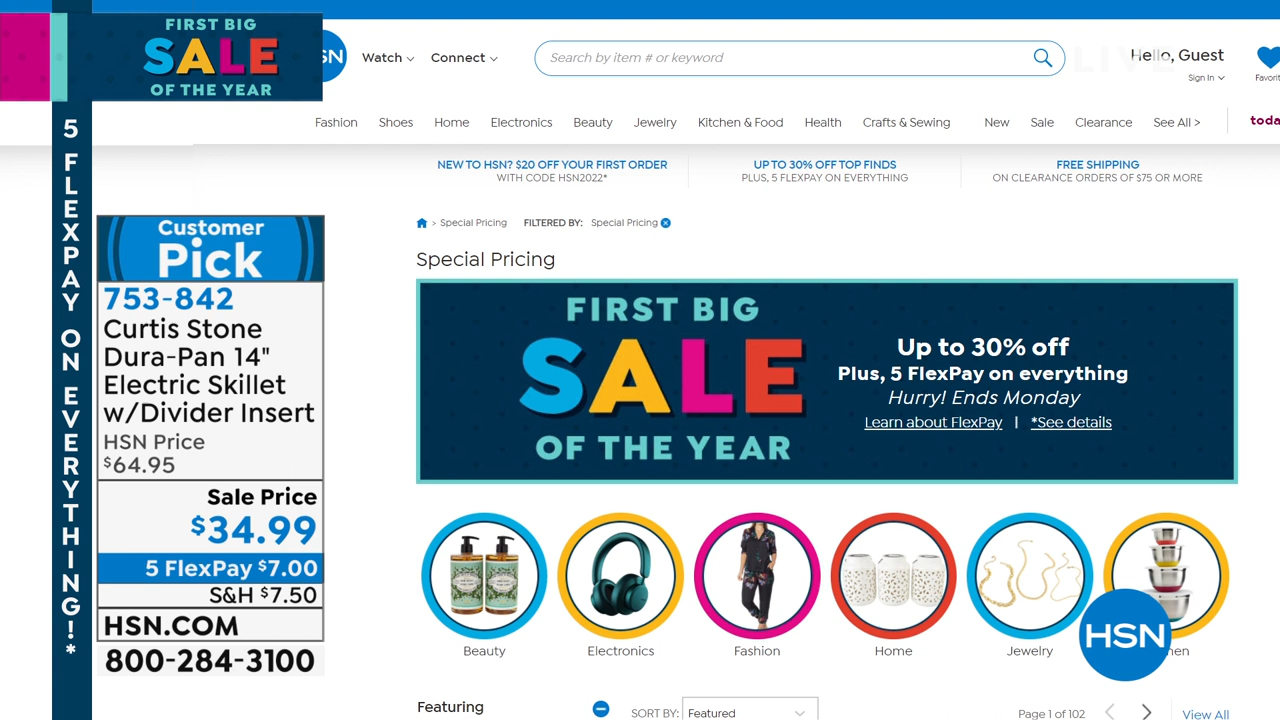 FIRST BIG
SALE
OF THE YEAR
5 FLEXPAY ON EVERYTHING!*
Customer
Pick
753-842
Curtis Stone
Dura-Pan 14"
Electric Skillet
w/Divider Insert
HSN Price
$64.95
Sale Price
$34.99
5 FlexPay $7.00
S&H $7.50
HSN.COM
800-284-3100
SN
Watch
Connect
Search by item # or keyword
LIVE
Hello, Guest
Sign In
Favorit
Fashion Shoes Home Electronics Beauty Jewelry Kitchen & Food Health Crafts & Sewing New Sale Clearance See All > toda
NEW TO HSN? $20 OFF YOUR FIRST ORDER
WITH CODE HSN2022*
UP TO 30% OFF TOP FINDS
PLUS, 5 FLEXPAY ON EVERYTHING
FREE SHIPPING
ON CLEARANCE ORDERS OF $75 OR MORE
> Special Pricing FILTERED BY: Special Pricing
Special Pricing
FIRST BIG
SALE
OF THE YEAR
Up to 30% off
Plus, 5 FlexPay on everything
Hurry! Ends Monday
Learn about FlexPay | *See details
Beauty Electronics Fashion Home Jewelry hen
HSN
Featuring
SORT BY: Featured
Page 1 of 102
View All